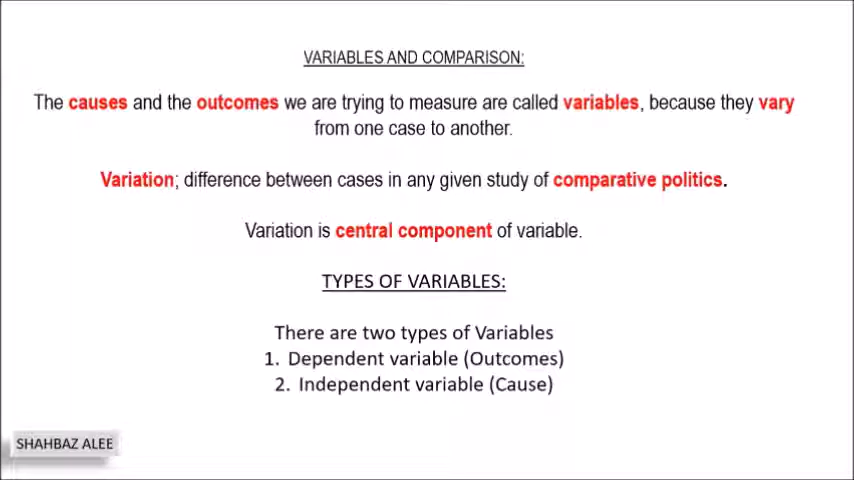 VARIABLES AND COMPARISON:
The causes and the outcomes we are trying to measure are called variables, because they vary
from one case to another.
Variation; difference between cases in any given study of comparative politics.
Variation is central component of variable.
TYPES OF VARIABLES:
There are two types of Variables
1. Dependent variable (Outcomes)
2. Independent variable (Cause)
SHAHBAZ ALEE